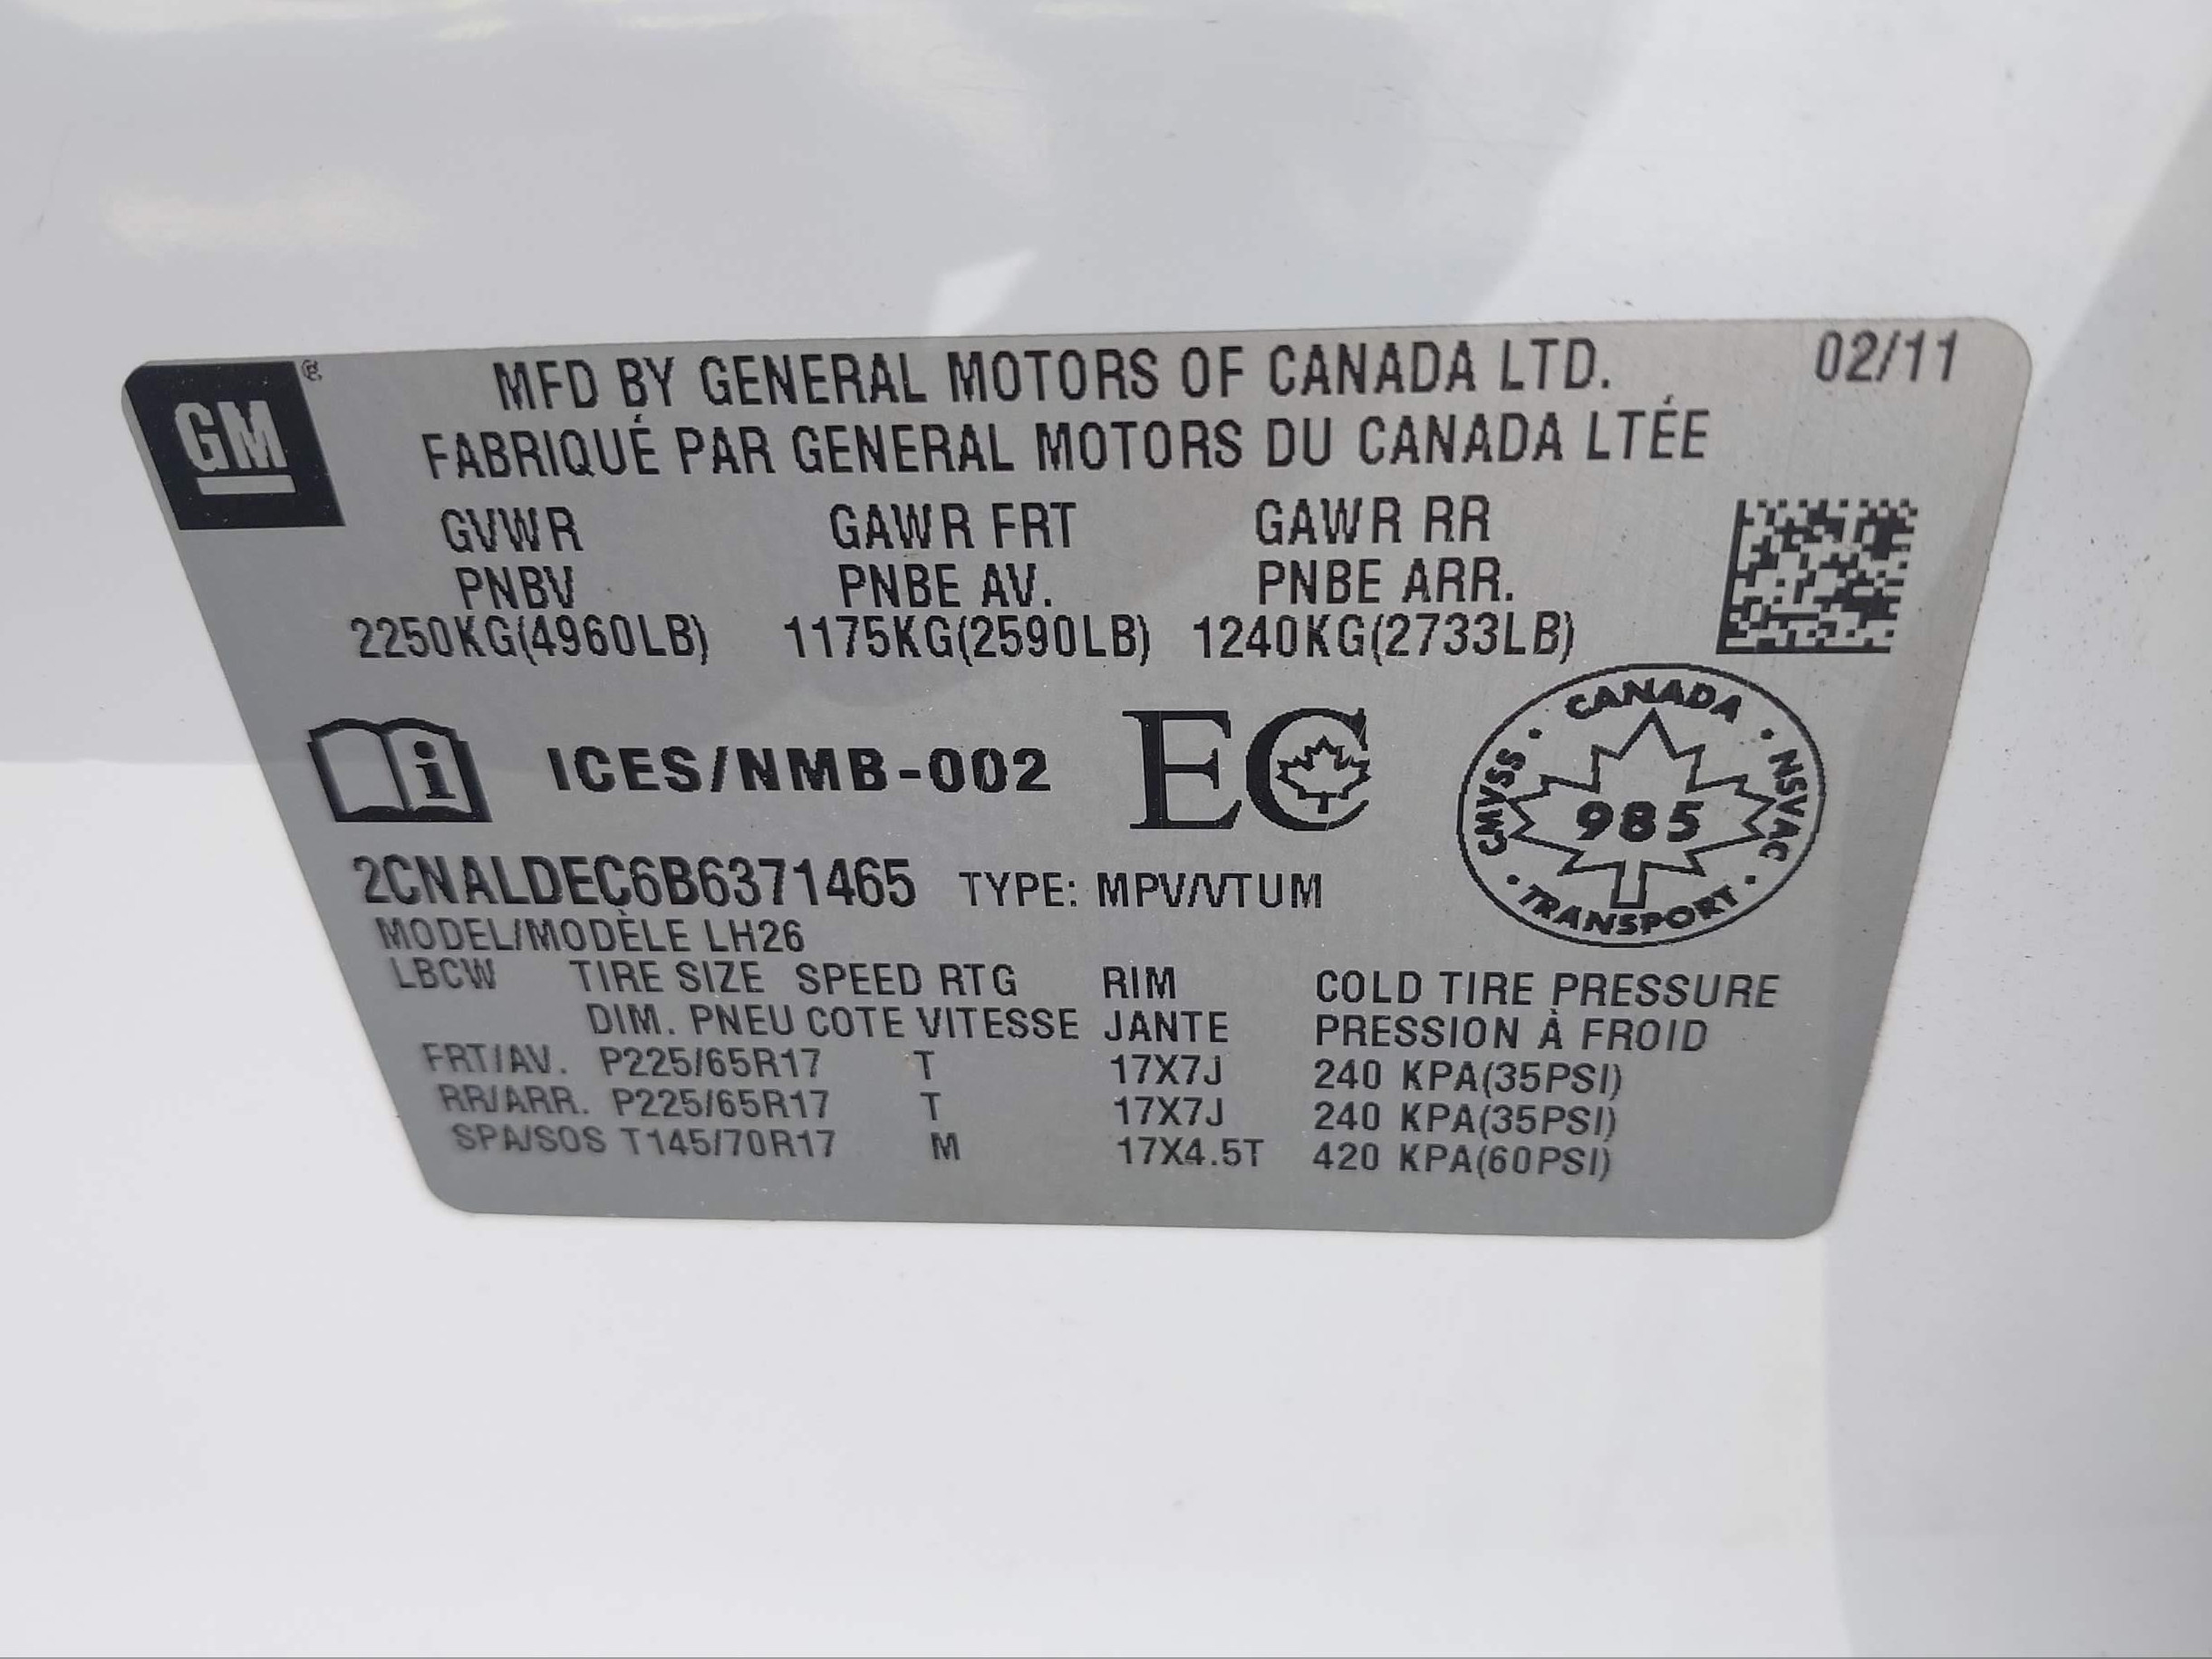 GM
MFD BY GENERAL MOTORS OF CANADA LTD. 02/11
FABRIQUÉ PAR GENERAL MOTORS DU CANADA LTÉE
GVWR GAWR FRT GAWR RR
PNBV PNBE AV. PNBE ARR.
2250KG(4960LB) 1175KG(2590LB) 1240KG(2733LB)
i ICES/NMB-002 EC
CANADA · NSVAC · TRANSPORT · CMVSS ·
985
2CNALDEC6B6371465 TYPE: MPV/VTUM
MODEL/MODÈLE LH26
LBCW TIRE SIZE SPEED RTG RIM COLD TIRE PRESSURE
DIM. PNEU COTE VITESSE JANTE PRESSION À FROID
FRT/AV. P225/65R17 T 17X7J 240 KPA(35PSI)
RR/ARR. P225/65R17 T 17X7J 240 KPA(35PSI)
SPA/SOS T145/70R17 M 17X4.5T 420 KPA(60PSI)